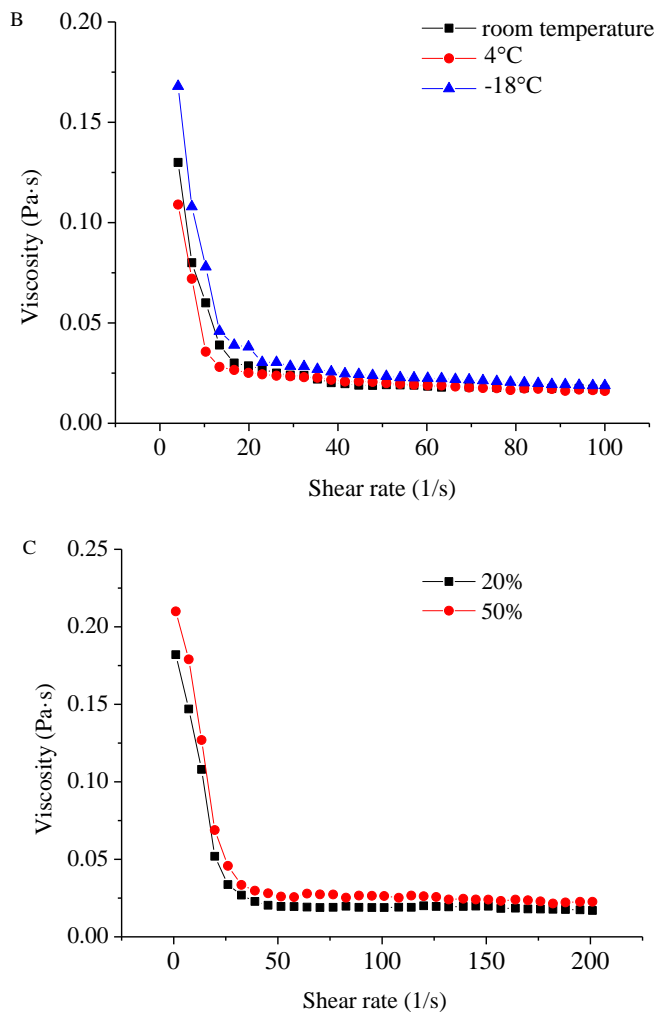 B
room temperature
4°C
-18°C
0.20
0.15
0.10
0.05
0.00
Viscosity (Pa·s)
0 20 40 60 80 100
Shear rate (1/s)
C
20%
50%
0.25
0.20
0.15
0.10
0.05
0.00
Viscosity (Pa·s)
0 50 100 150 200
Shear rate (1/s)